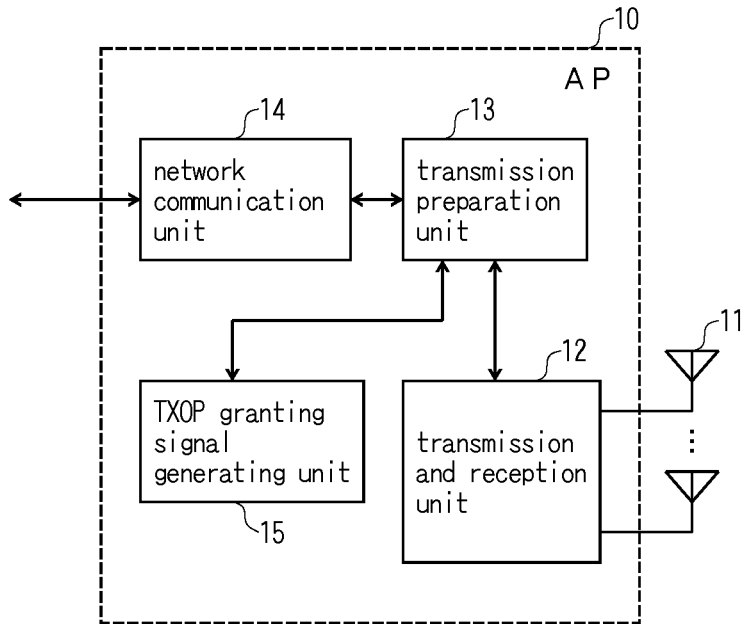 10
AP
14
13
network
communication
unit
transmission
preparation
unit
11
12
TXOP granting
signal
generating unit
transmission
and reception
unit
15